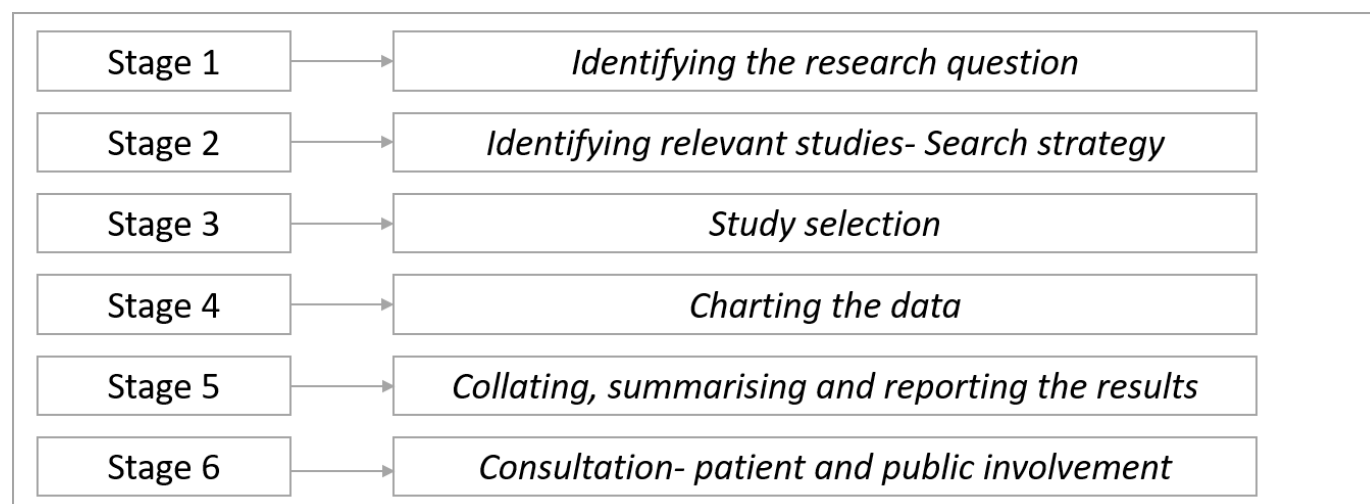 Stage 1
Identifying the research question
Stage 2
Identifying relevant studies- Search strategy
Stage 3
Study selection
Stage 4
Charting the data
Stage 5
Collating, summarising and reporting the results
Stage 6
Consultation- patient and public involvement